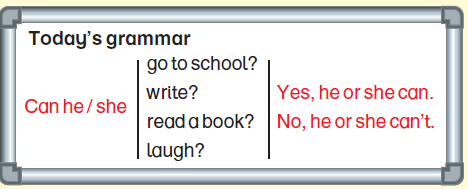 Today's grammar
Can he / she
go to school?
write?
read a book?
laugh?
Yes, he or she can.
No, he or she can't.